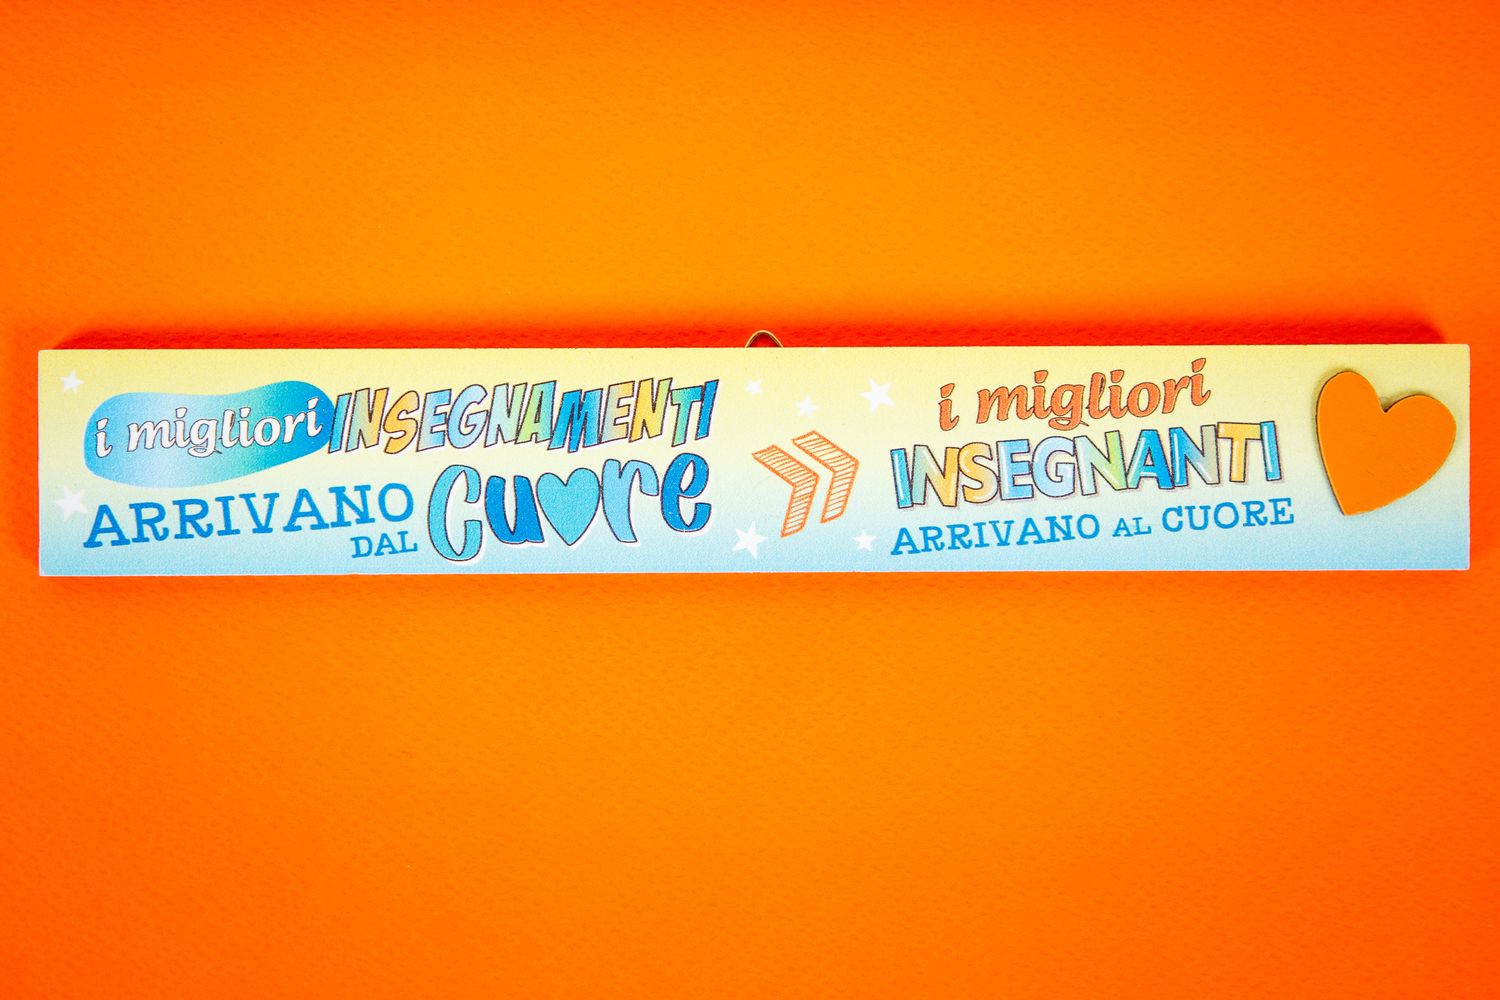 i migliori INSEGNAMENTI
ARRIVANO
DAL Cuore
i migliori
INSEGNANTI
ARRIVANO AL CUORE